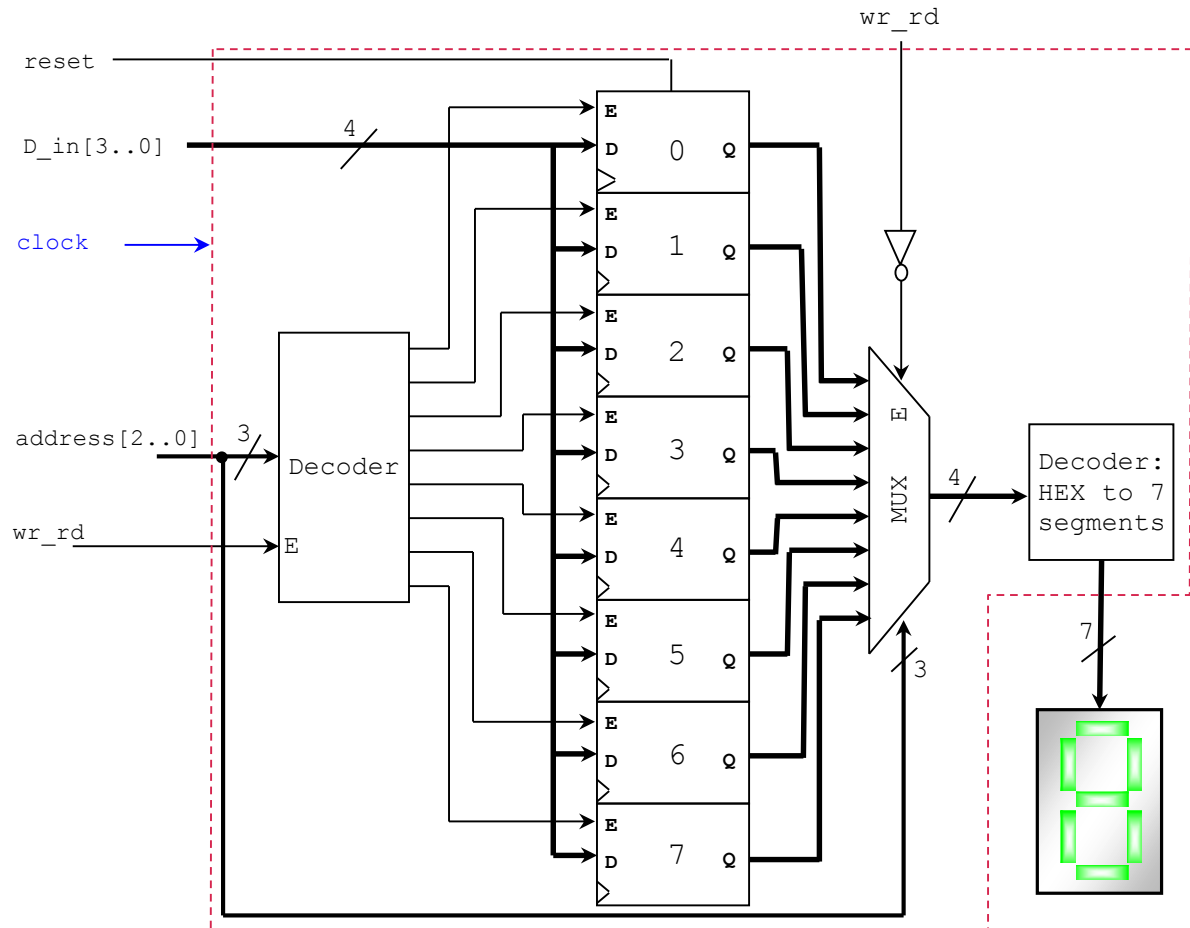 wr_rd
reset
E
D_in[3..0]
4
D
0
Q
E
clock
D
1
Q
E
D
2
Q
E
E
address[2..0]
3
D
3
Q
Decoder
MUX
4
Decoder:
HEX to 7
segments
E
wr_rd
E
D
4
Q
E
D
5
Q
3
7
E
D
6
Q
E
D
7
Q
8